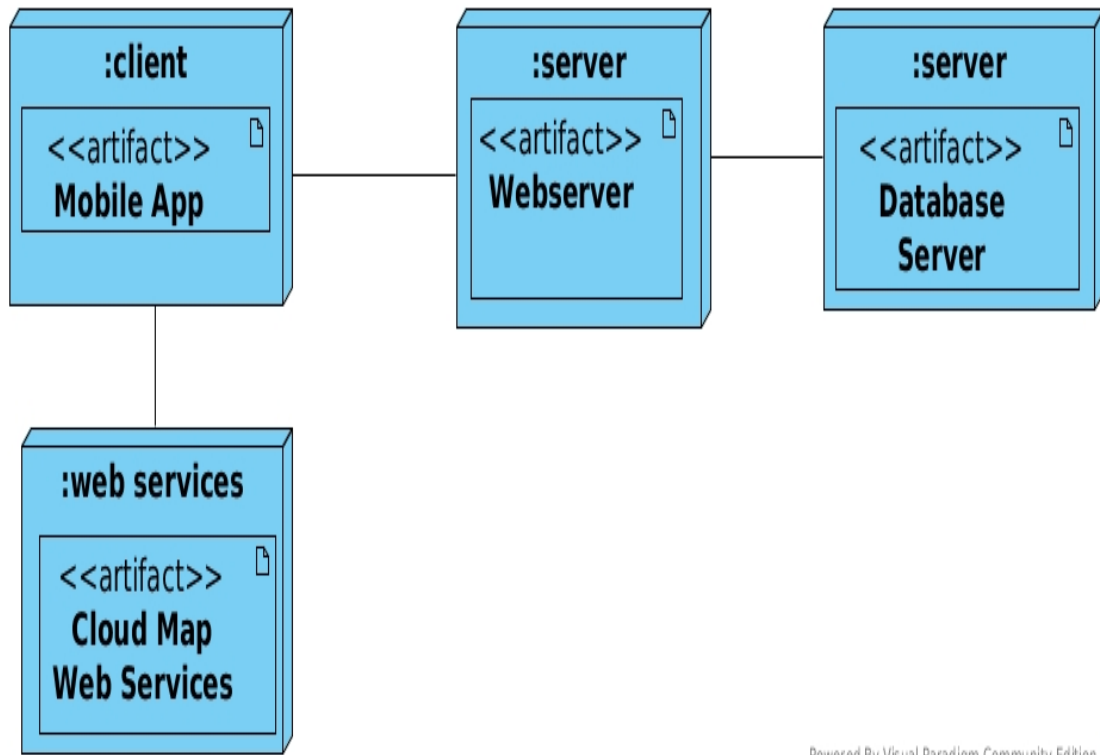 :client
<<artifact>>
Mobile App
:server
<<artifact>>
Webserver
:server
<<artifact>>
Database
Server
:web services
<<artifact>>
Cloud Map
Web Services
Powered By Visual Paradigm Community Edition